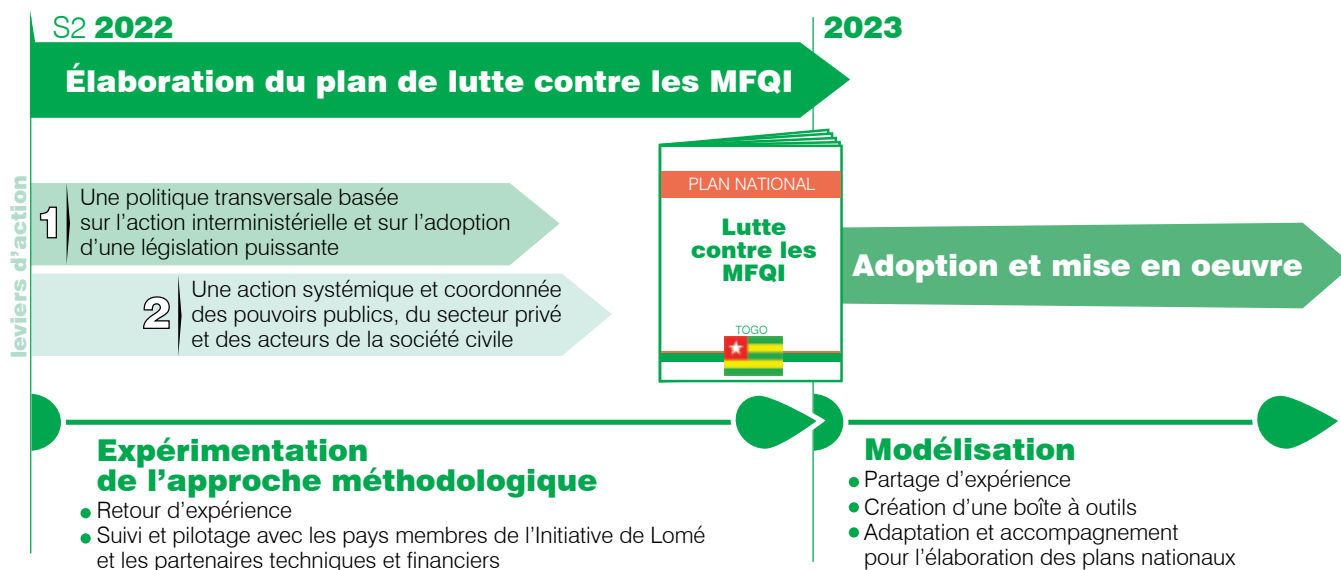 S2 2022
2023
Élaboration du plan de lutte contre les MFQI
leviers d'action
1
Une politique transversale basée
sur l'action interministérielle et sur l'adoption
d'une législation puissante
2
Une action systémique et coordonnée
des pouvoirs publics, du secteur privé
et des acteurs de la société civile
PLAN NATIONAL
Lutte
contre les
MFQI
TOGO
Adoption et mise en oeuvre
Expérimentation
de l'approche méthodologique
Retour d'expérience
Suivi et pilotage avec les pays membres de l'Initiative de Lomé
et les partenaires techniques et financiers
Modélisation
Partage d'expérience
Création d'une boîte à outils
Adaptation et accompagnement
pour l'élaboration des plans nationaux